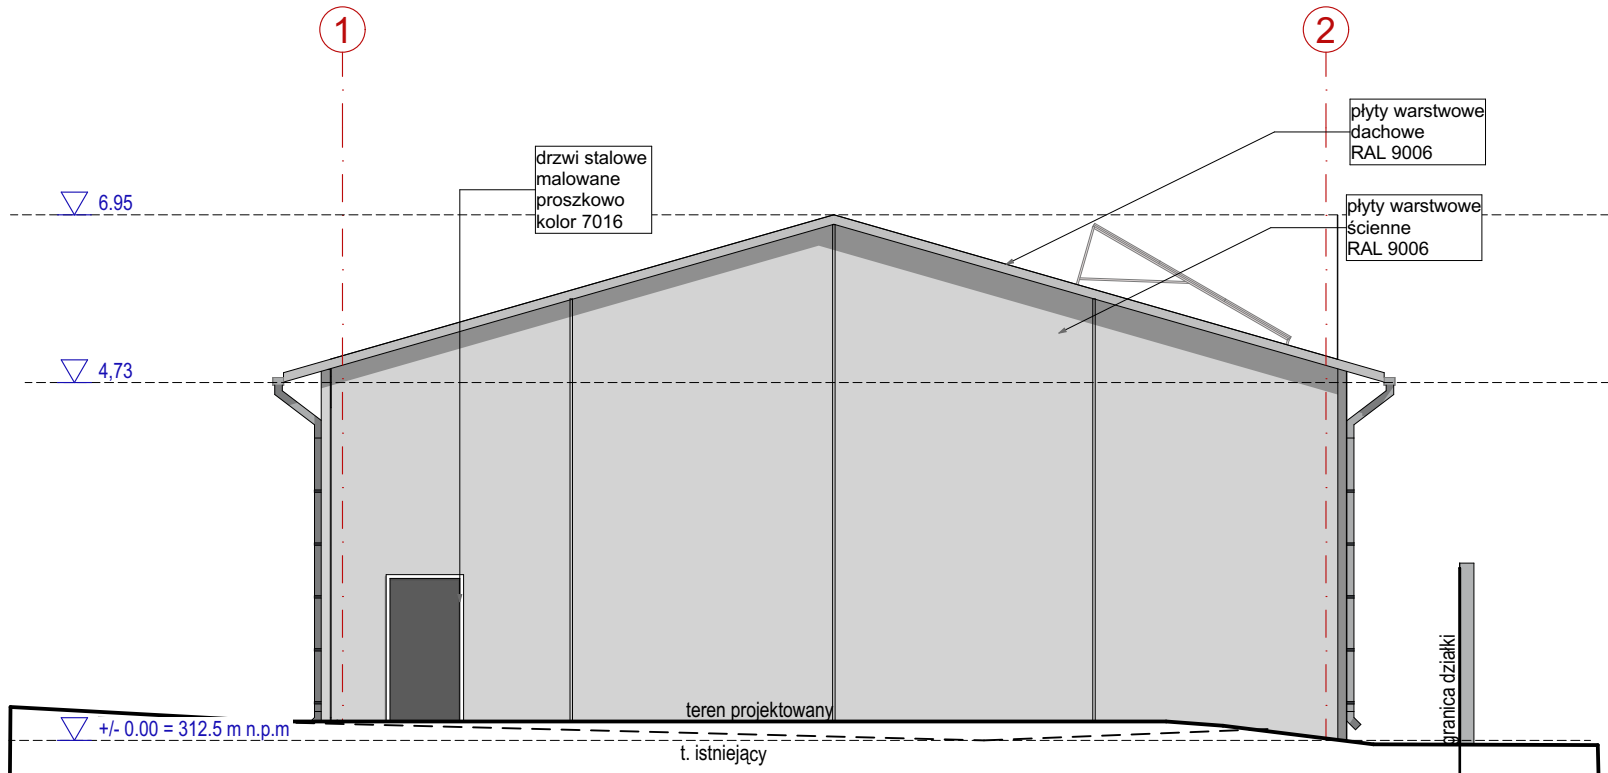 1
2
płyty warstwowe
dachowe
RAL 9006
drzwi stalowe
malowane
proszkowo
kolor 7016
6.95
płyty warstwowe
ścienne
RAL 9006
4,73
granica działki
teren projektowany
+/- 0.00 = 312.5 m n.p.m
t. istniejący